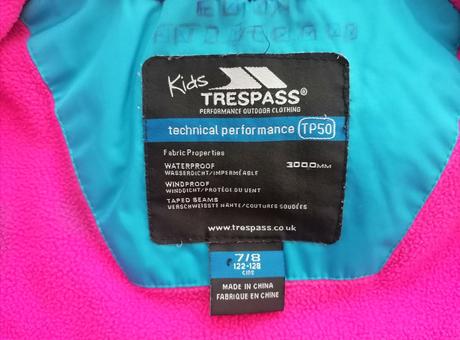 Kids
TRESPASS®
PERFORMANCE OUTDOOR CLOTHING
technical performance TP50
Fabric Properties
WATERPROOF 3000MM
WASSERDICHT/IMPERMÉABLE
WINDPROOF
WINDDICHT/PROTÈGE DU VENT
TAPED SEAMS
VERSCHWEISSTE NÄHTE/COUTURES SOUDÉES
www.trespass.co.uk
7/8
122-128
MADE IN CHINA
FABRIQUE EN CHINE